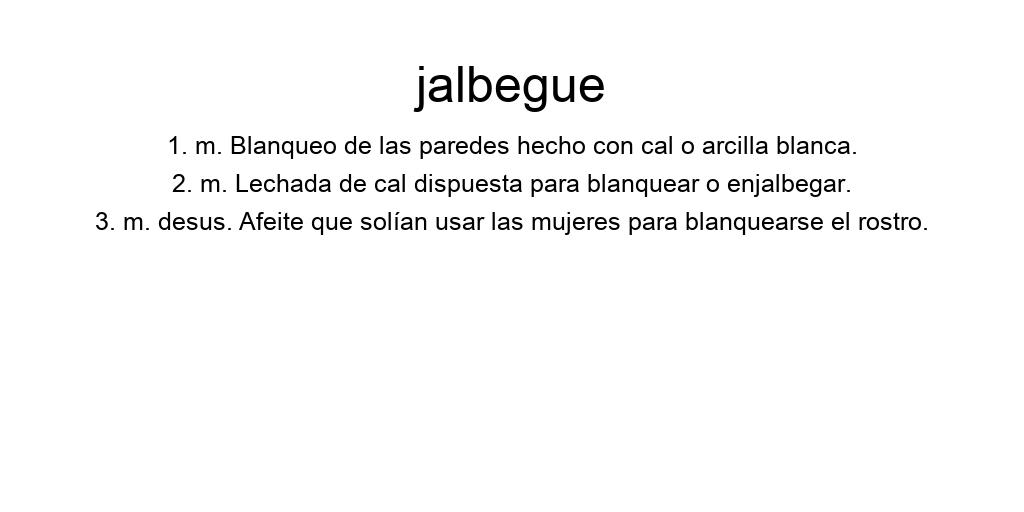 jalbegue
1. m. Blanqueo de las paredes hecho con cal o arcilla blanca.
2. m. Lechada de cal dispuesta para blanquear o enjalbegar.
3. m. desus. Afeite que solían usar las mujeres para blanquearse el rostro.